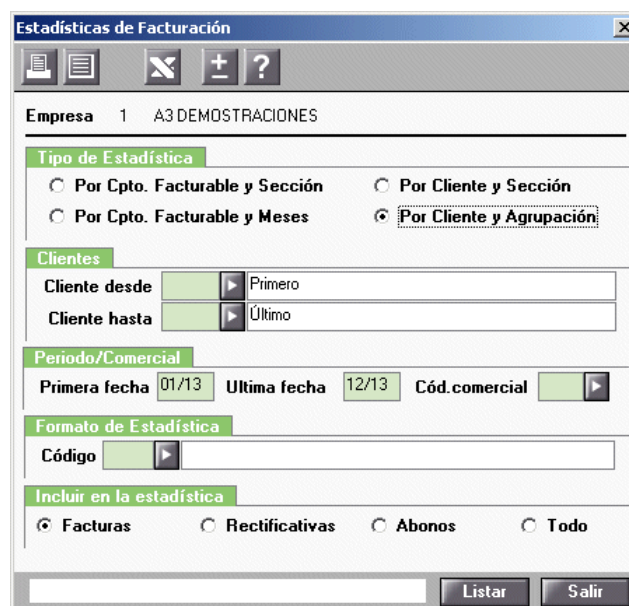 Estadísticas de Facturación
Empresa 1 A3 DEMOSTRACIONES
Tipo de Estadística
Por Cpto. Facturable y Sección Por Cliente y Sección
Por Cpto. Facturable y Meses Por Cliente y Agrupación
Clientes
Cliente desde Primero
Cliente hasta Último
Periodo/Comercial
Primera fecha 01/13 Ultima fecha 12/13 Cód.comercial
Formato de Estadística
Código
Incluir en la estadística
Facturas Rectificativas Abonos Todo
Listar Salir